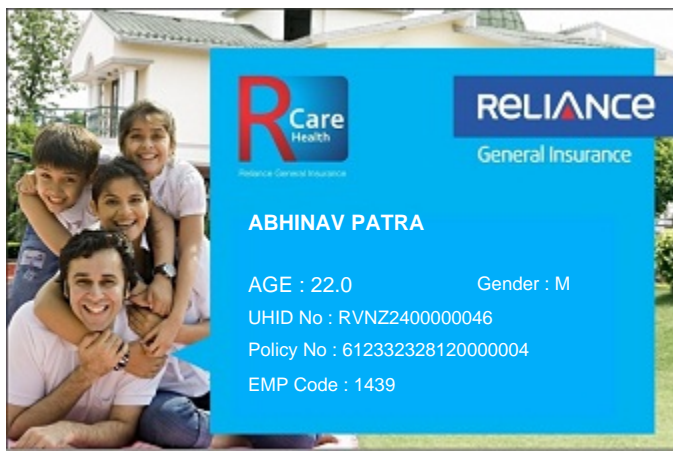 RCare
Health
Reliance General Insurance
RELIANCE
General Insurance
ABHINAV PATRA
AGE : 22.0 Gender : M
UHID No : RVNZ2400000046
Policy No : 612332328120000004
EMP Code : 1439